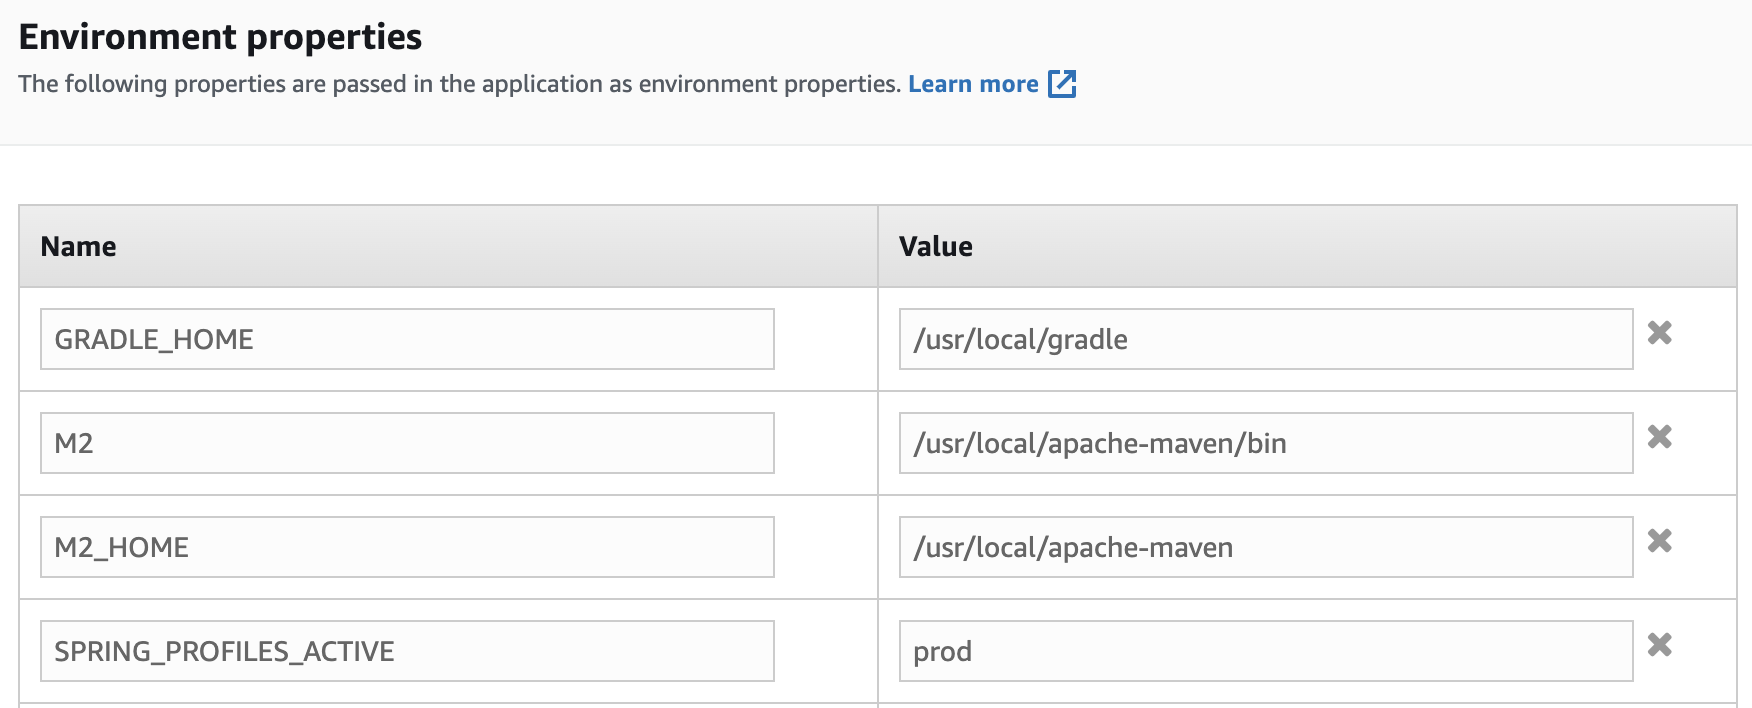 Environment properties
The following properties are passed in the application as environment properties. Learn more
Name Value
GRADLE_HOME /usr/local/gradle
M2 /usr/local/apache-maven/bin
M2_HOME /usr/local/apache-maven
SPRING_PROFILES_ACTIVE prod